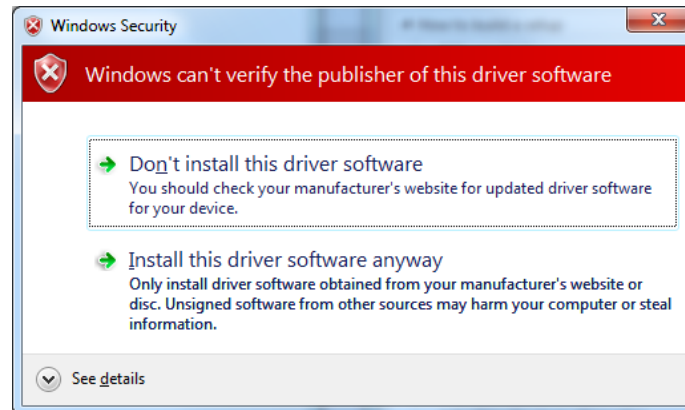 Windows Security
Windows can't verify the publisher of this driver software
Don't install this driver software
You should check your manufacturer's website for updated driver software
for your device.
Install this driver software anyway
Only install driver software obtained from your manufacturer's website or
disc. Unsigned software from other sources may harm your computer or steal
information.
See details